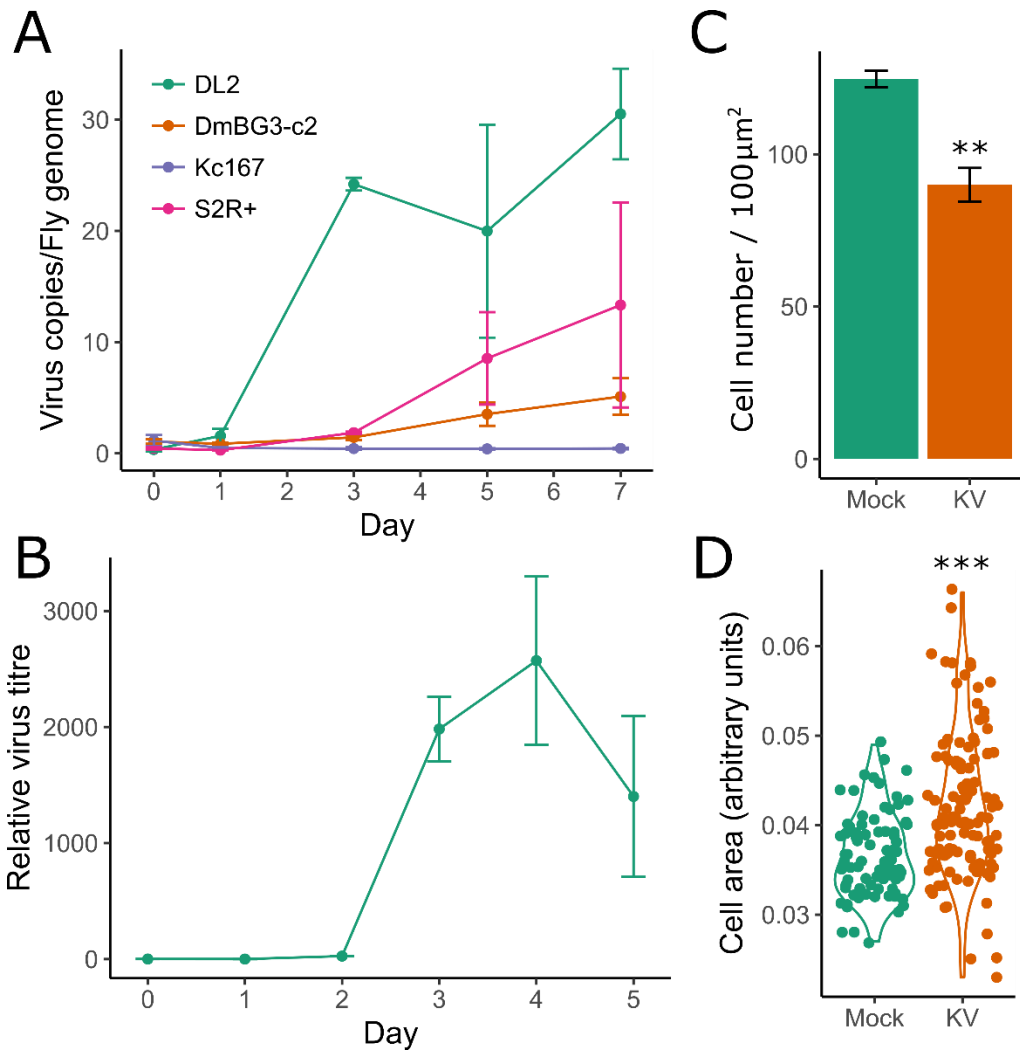 A
Virus copies/Fly genome
30
20
10
0
DL2
DmBG3-c2
Kc167
S2R+
0 1 2 3 4 5 6 7
Day
B
Relative virus titre
3000
2000
1000
0
0 1 2 3 4 5
Day
C
Cell number / 100µm²
100
50
0
**
Mock KV
D
Cell area (arbitrary units)
0.06
0.05
0.04
0.03
***
Mock KV